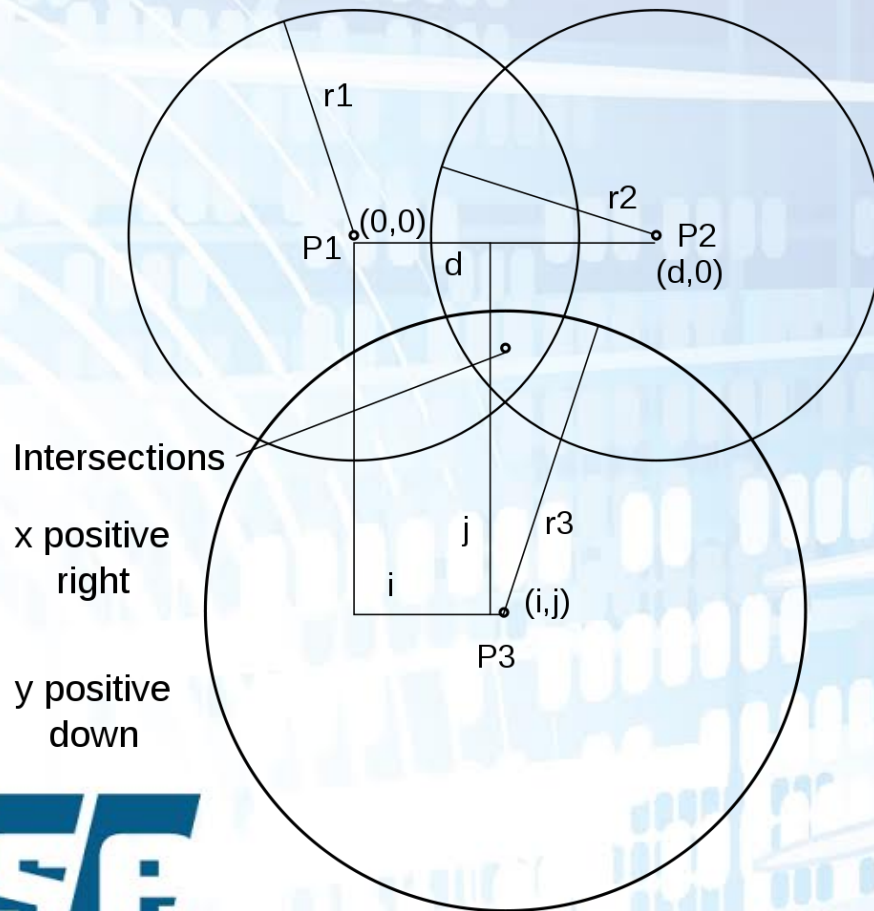 r1
r2
(0,0)
P1
P2
d
(d,0)
Intersections
x positive
right
j
r3
i
(i,j)
P3
y positive
down